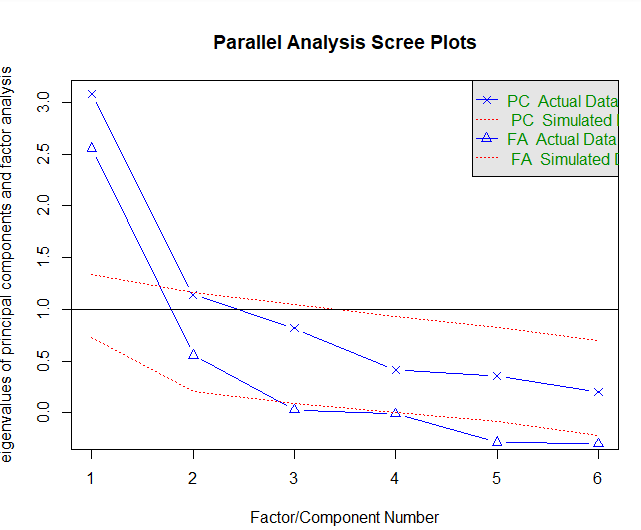 Parallel Analysis Scree Plots
eigenvalues of principal components and factor analysis
3.0
2.5
2.0
1.5
1.0
0.5
0.0
PC Actual Data
PC Simulated
FA Actual Data
FA Simulated
1 2 3 4 5 6
Factor/Component Number